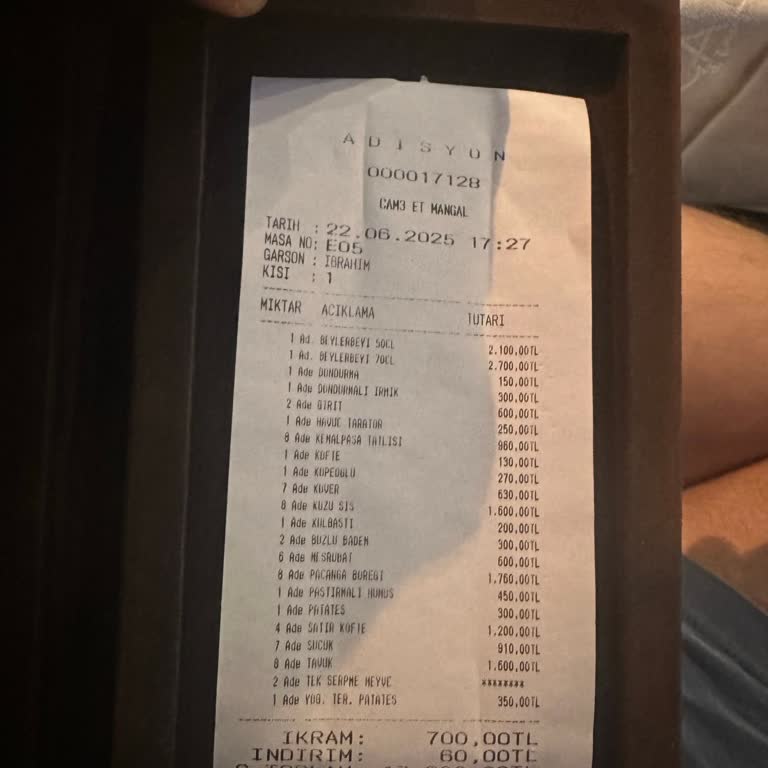 A D I S Y O N
000017128
CAM3 ET MANGAL
TARIH : 22.06.2025 17:27
MASA NO: E05
GARSON : IBRAHIM
KISI : 1
MIKTAR ACIKLAMA TUTARI
1 Ad. BEYLERBEYI 50CL 2.100,00TL
1 Ad. BEYLERBEYI 70CL 2.700,00TL
1 Ade DONDURMA 150,00TL
1 Ade DONDURMALI IRMIK 300,00TL
2 Ade GIRIT 600,00TL
1 Ade HAVUC TARATOR 250,00TL
8 Ade KEMALPASA TATLISI 960,00TL
1 Ade KOFTE 130,00TL
1 Ade KOPEOGLU 270,00TL
7 Ade KUVER 630,00TL
8 Ade KUZU SIS 1.600,00TL
1 Ade KULBASTI 200,00TL
2 Ade BUZLU BADEM 300,00TL
6 Ade MESRUBAT 600,00TL
8 Ade PACANGA BOREGI 1.760,00TL
1 Ade PASTIRMALI HUMUS 450,00TL
1 Ade PATATES 300,00TL
4 Ade SATIR KOFTE 1.200,00TL
7 Ade SUCUK 910,00TL
8 Ade TAVUK 1.600,00TL
2 Ade TEK SERPME MEYVE ********
1 Ade YOG. TER. PATATES 350,00TL
IKRAM: 700,00TL
INDIRIM: 60,00TL